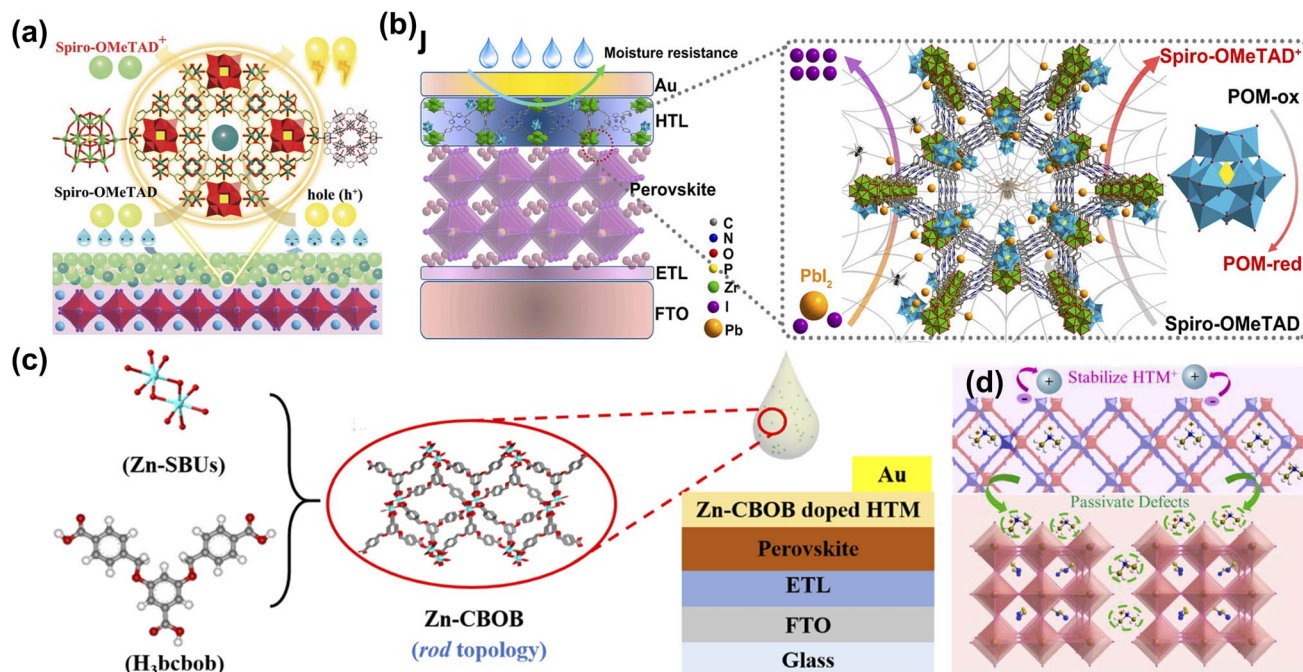 (a)
Spiro-OMeTAD⁺
Spiro-OMeTAD
hole (h⁺)
(b)
J
Moisture resistance
Au
HTL
Perovskite
ETL
FTO
C
N
O
P
Zr
I
Pb
PbI₂
Spiro-OMeTAD⁺
POM-ox
POM-red
Spiro-OMeTAD
(c)
(Zn-SBUs)
(H₃bcbob)
Zn-CBOB
(rod topology)
Au
Zn-CBOB doped HTM
Perovskite
ETL
FTO
Glass
(d)
+ Stabilize HTM⁺ +
- -
Passivate Defects